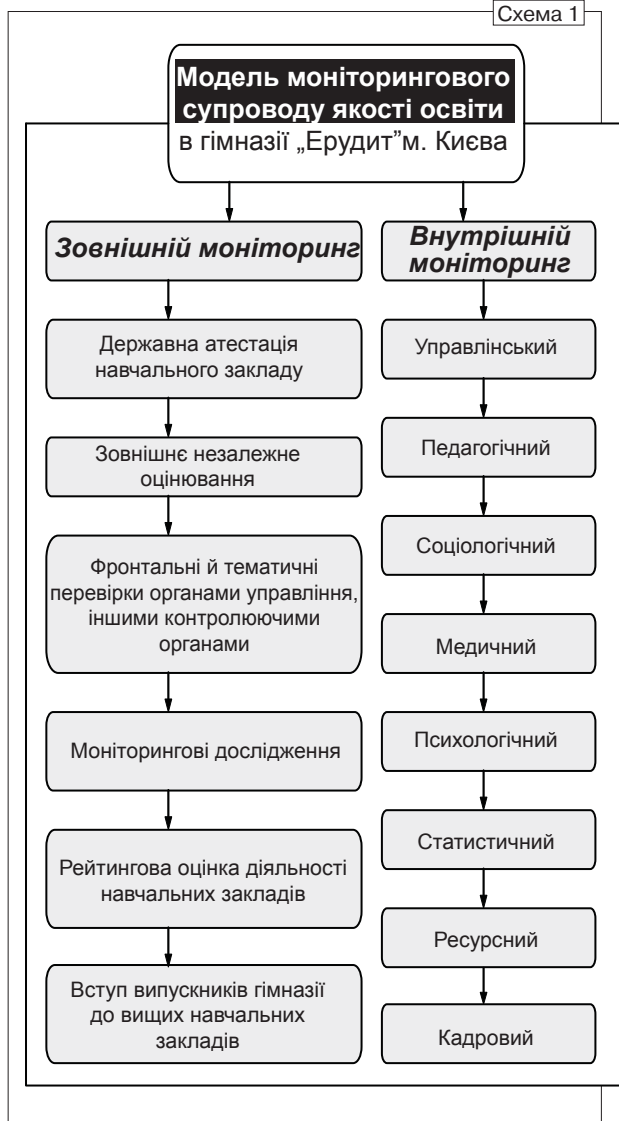 Схема 1
Модель моніторингового
супроводу якості освіти
в гімназії „Ерудит”м. Києва
Зовнішній моніторинг
Державна атестація
навчального закладу
Зовнішнє незалежне
оцінювання
Фронтальні й тематичні
перевірки органами управління,
іншими контролюючими
органами
Моніторингові дослідження
Рейтингова оцінка діяльності
навчальних закладів
Вступ випускників гімназії
до вищих навчальних
закладів
Внутрішній
моніторинг
Управлінський
Педагогічний
Соціологічний
Медичний
Психологічний
Статистичний
Ресурсний
Кадровий